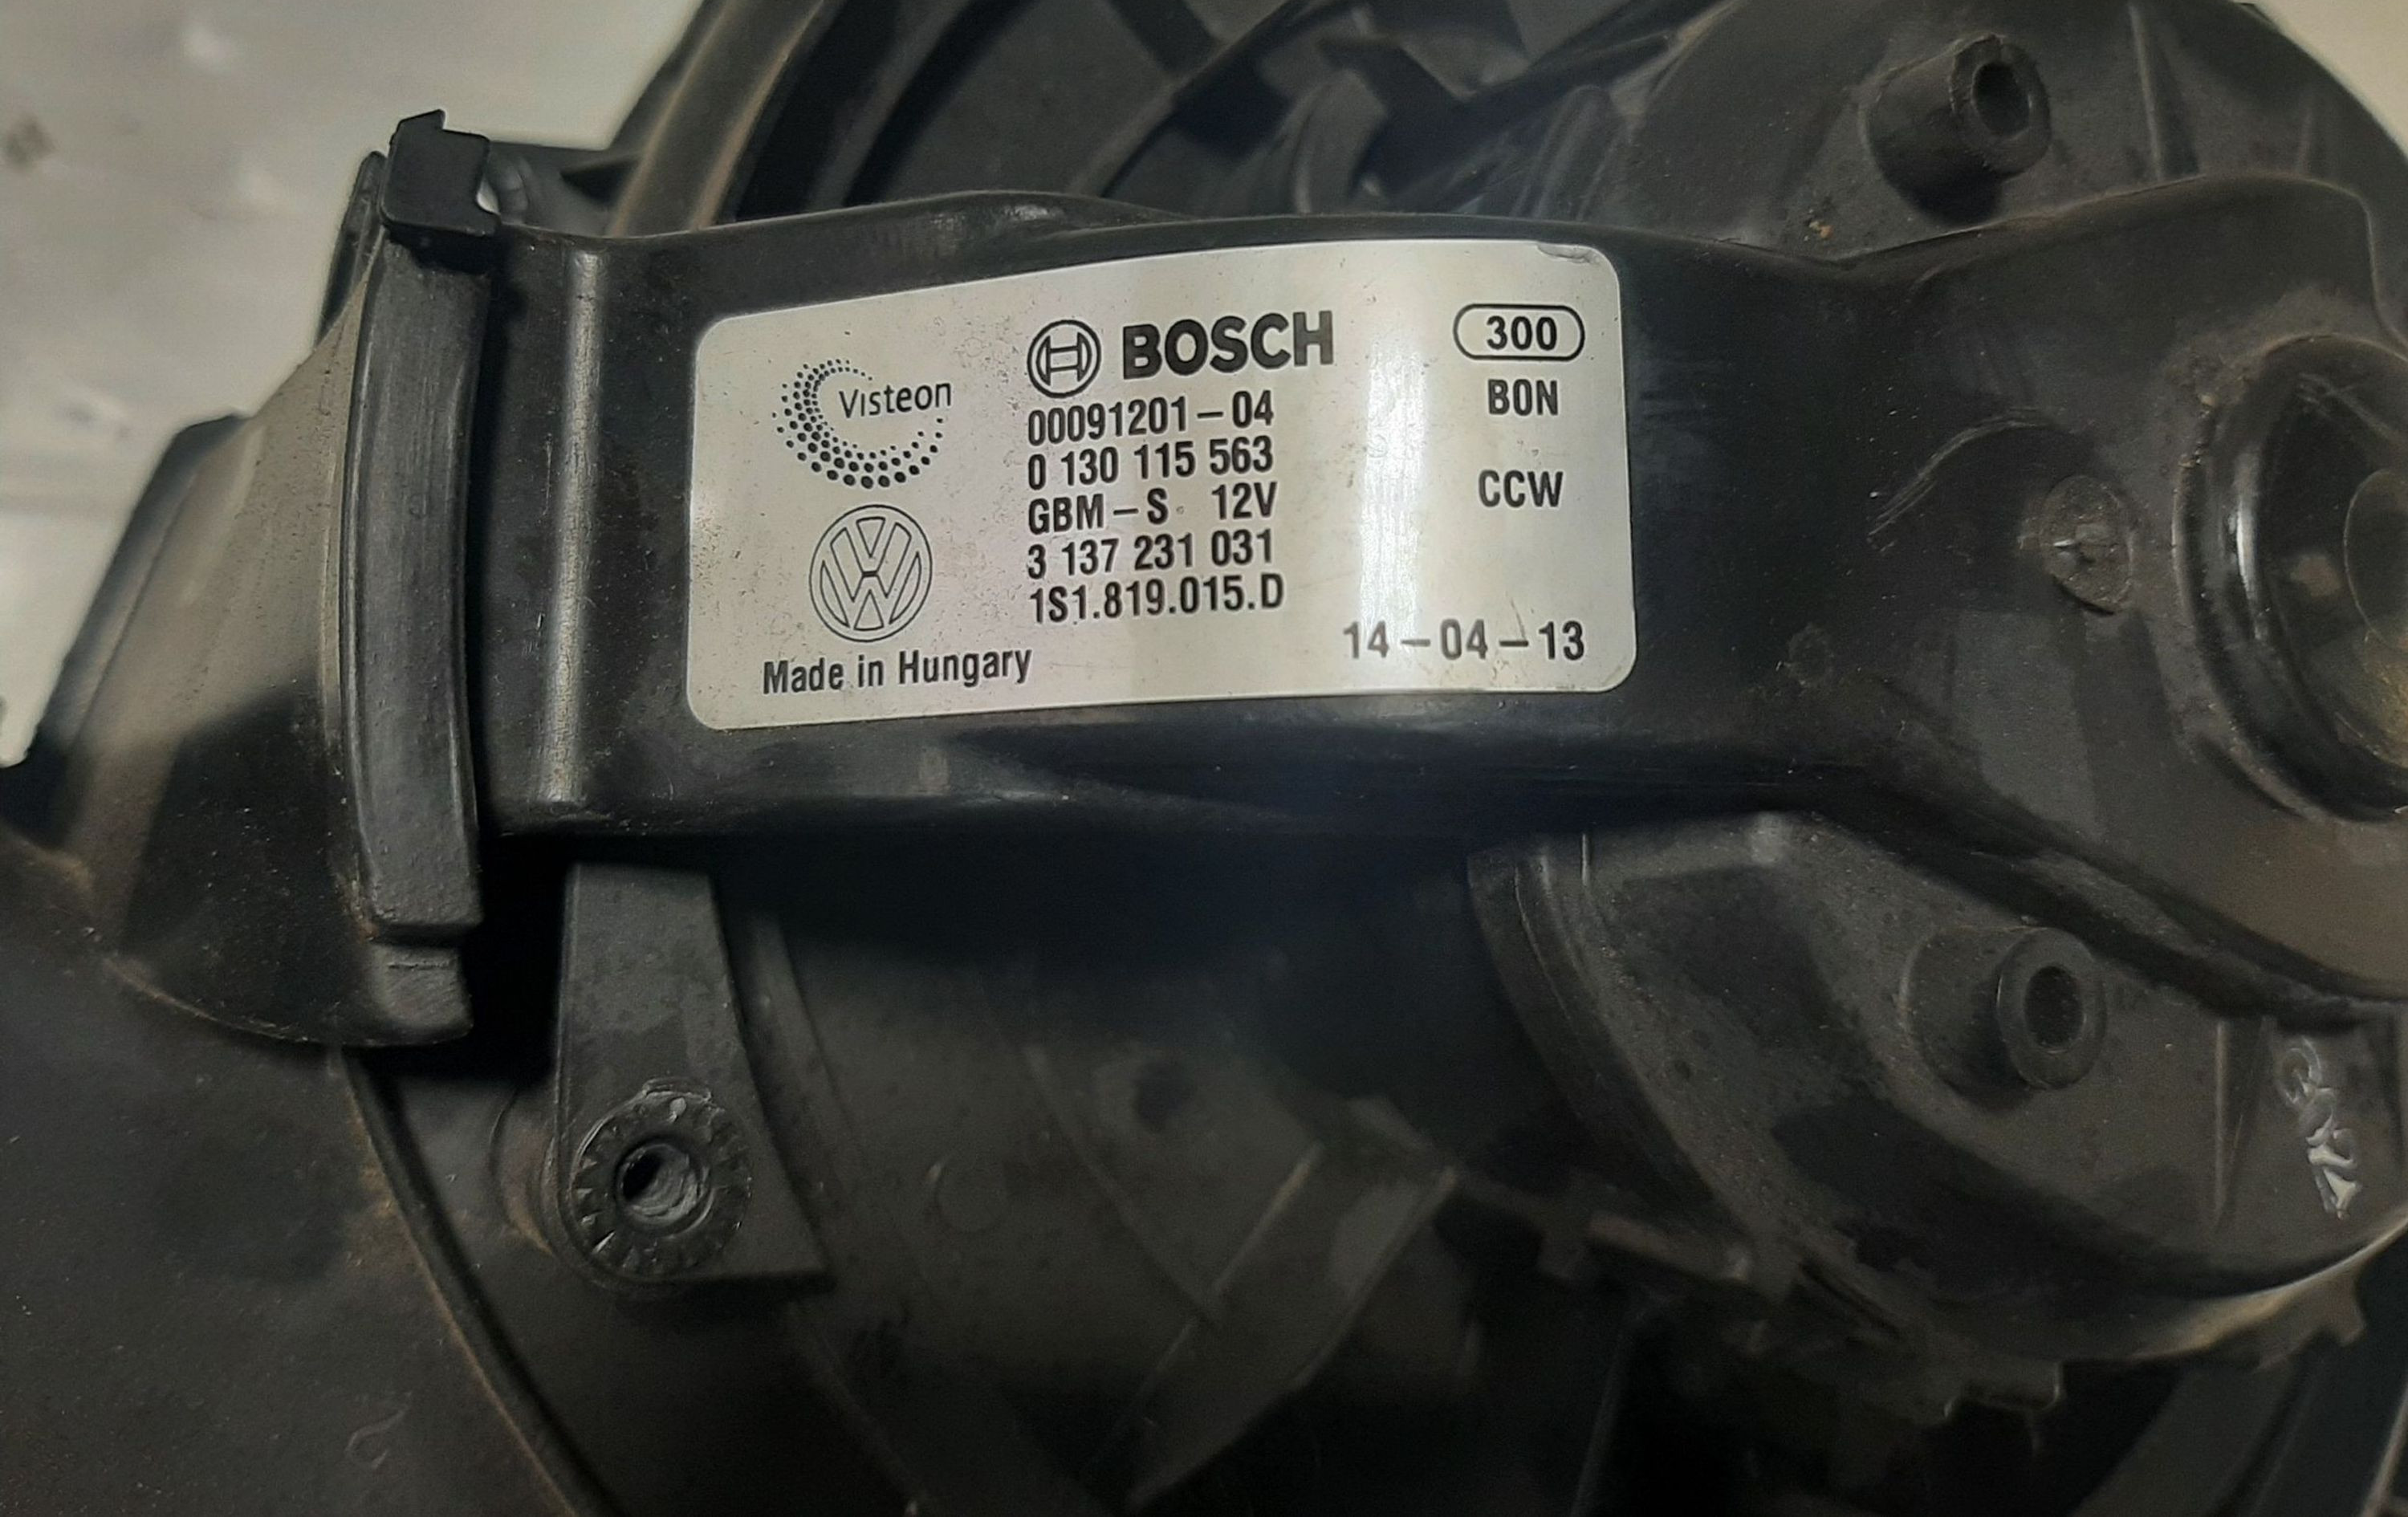 Visteon
Made in Hungary
BOSCH
00091201-04
0 130 115 563
GBM-S 12V
3 137 231 031
1S1.819.015.D
300
BON
CCW
14-04-13